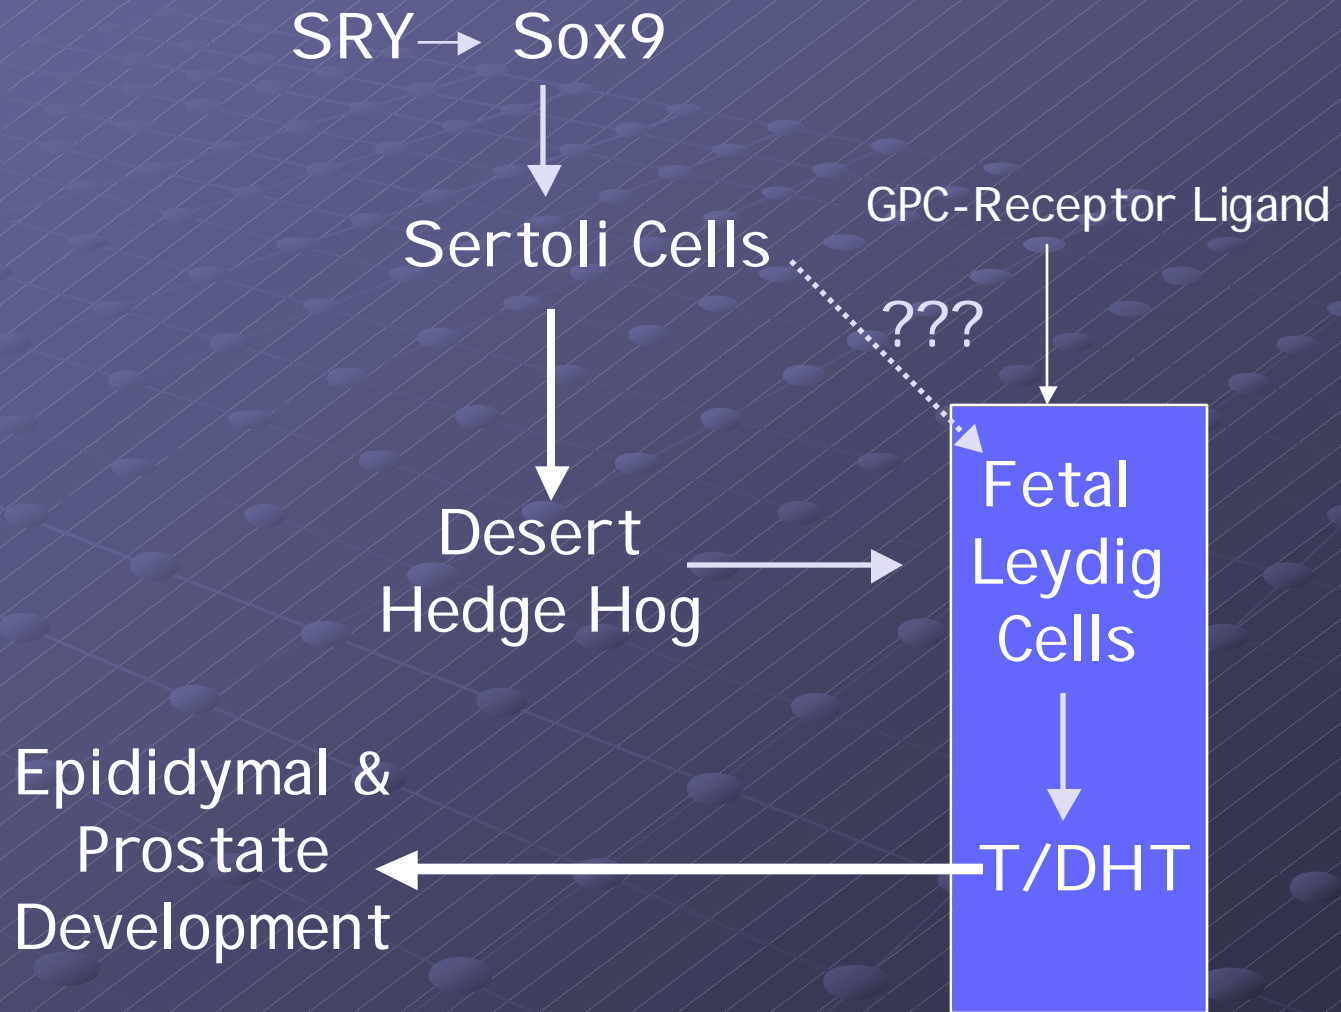 SRY Sox9
Sertoli Cells
GPC-Receptor Ligand
???
Desert
Hedge Hog
Fetal
Leydig
Cells
T/DHT
Epididymal &
Prostate
Development